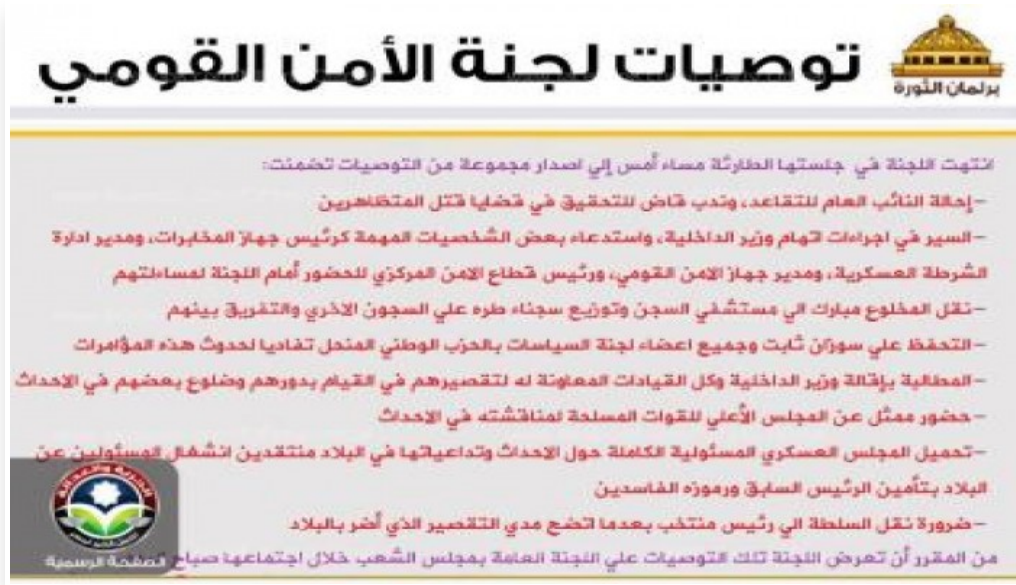 توصيات لجنة الأمن القومي
برلمان الثورة
انتهت اللجنة في جلستها الطارئة مساء أمس إلي اصدار مجموعة من التوصيات تضمنت:
-إحالة النائب العام للتقاعد، وندب قاض للتحقيق في قضايا قتل المتظاهرين
-السير في اجراءات اتهام وزير الداخلية، واستدعاء بعض الشخصيات المهمة كرئيس جهاز المخابرات، ومدير ادارة
الشرطة العسكرية، ومدير جهاز الامن القومي، ورئيس قطاع الامن المركزي للحضور أمام اللجنة لمساءلتهم
-نقل المخلوع مبارك الي مستشفي السجن وتوزيع سجناء طره علي السجون الاخري والتفريق بينهم
-التحفظ علي سوزان ثابت وجميع اعضاء لجنة السياسات بالحزب الوطني المنحل تفاديا لحدوث هذه المؤامرات
-المطالبة بإقالة وزير الداخلية وكل القيادات المعاونة له لتقصيرهم في القيام بدورهم وضلوع بعضهم في الاحداث
-حضور ممثل عن المجلس الأعلي للقوات المسلحة لمناقشته في الاحداث
-تحميل المجلس العسكري المسئولية الكاملة حول الاحداث وتداعياتها في البلاد منتقدين انشغال المسئولين عن
البلاد بتأمين الرئيس السابق ورموزه الفاسدين
-ضرورة نقل السلطة الي رئيس منتخب بعدما اتضح مدي التقصير الذي أضر بالبلاد
من المقرر أن تعرض اللجنة تلك التوصيات علي اللجنة العامة بمجلس الشعب خلال اجتماعها صباح
الحرية والعدالة
الصفحة الرسمية